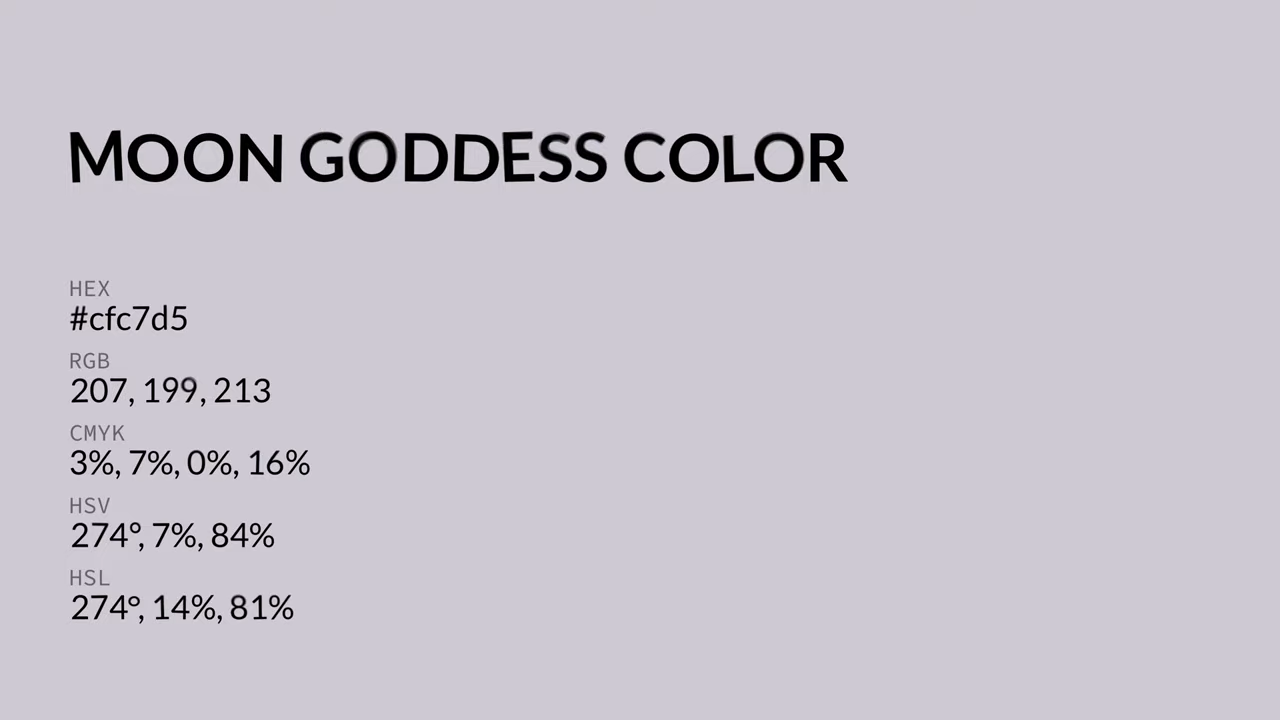 MOON GODDESS COLOR
HEX
#cfc7d5
RGB
207, 199, 213
CMYK
3%, 7%, 0%, 16%
HSV
274°, 7%, 84%
HSL
274°, 14%, 81%